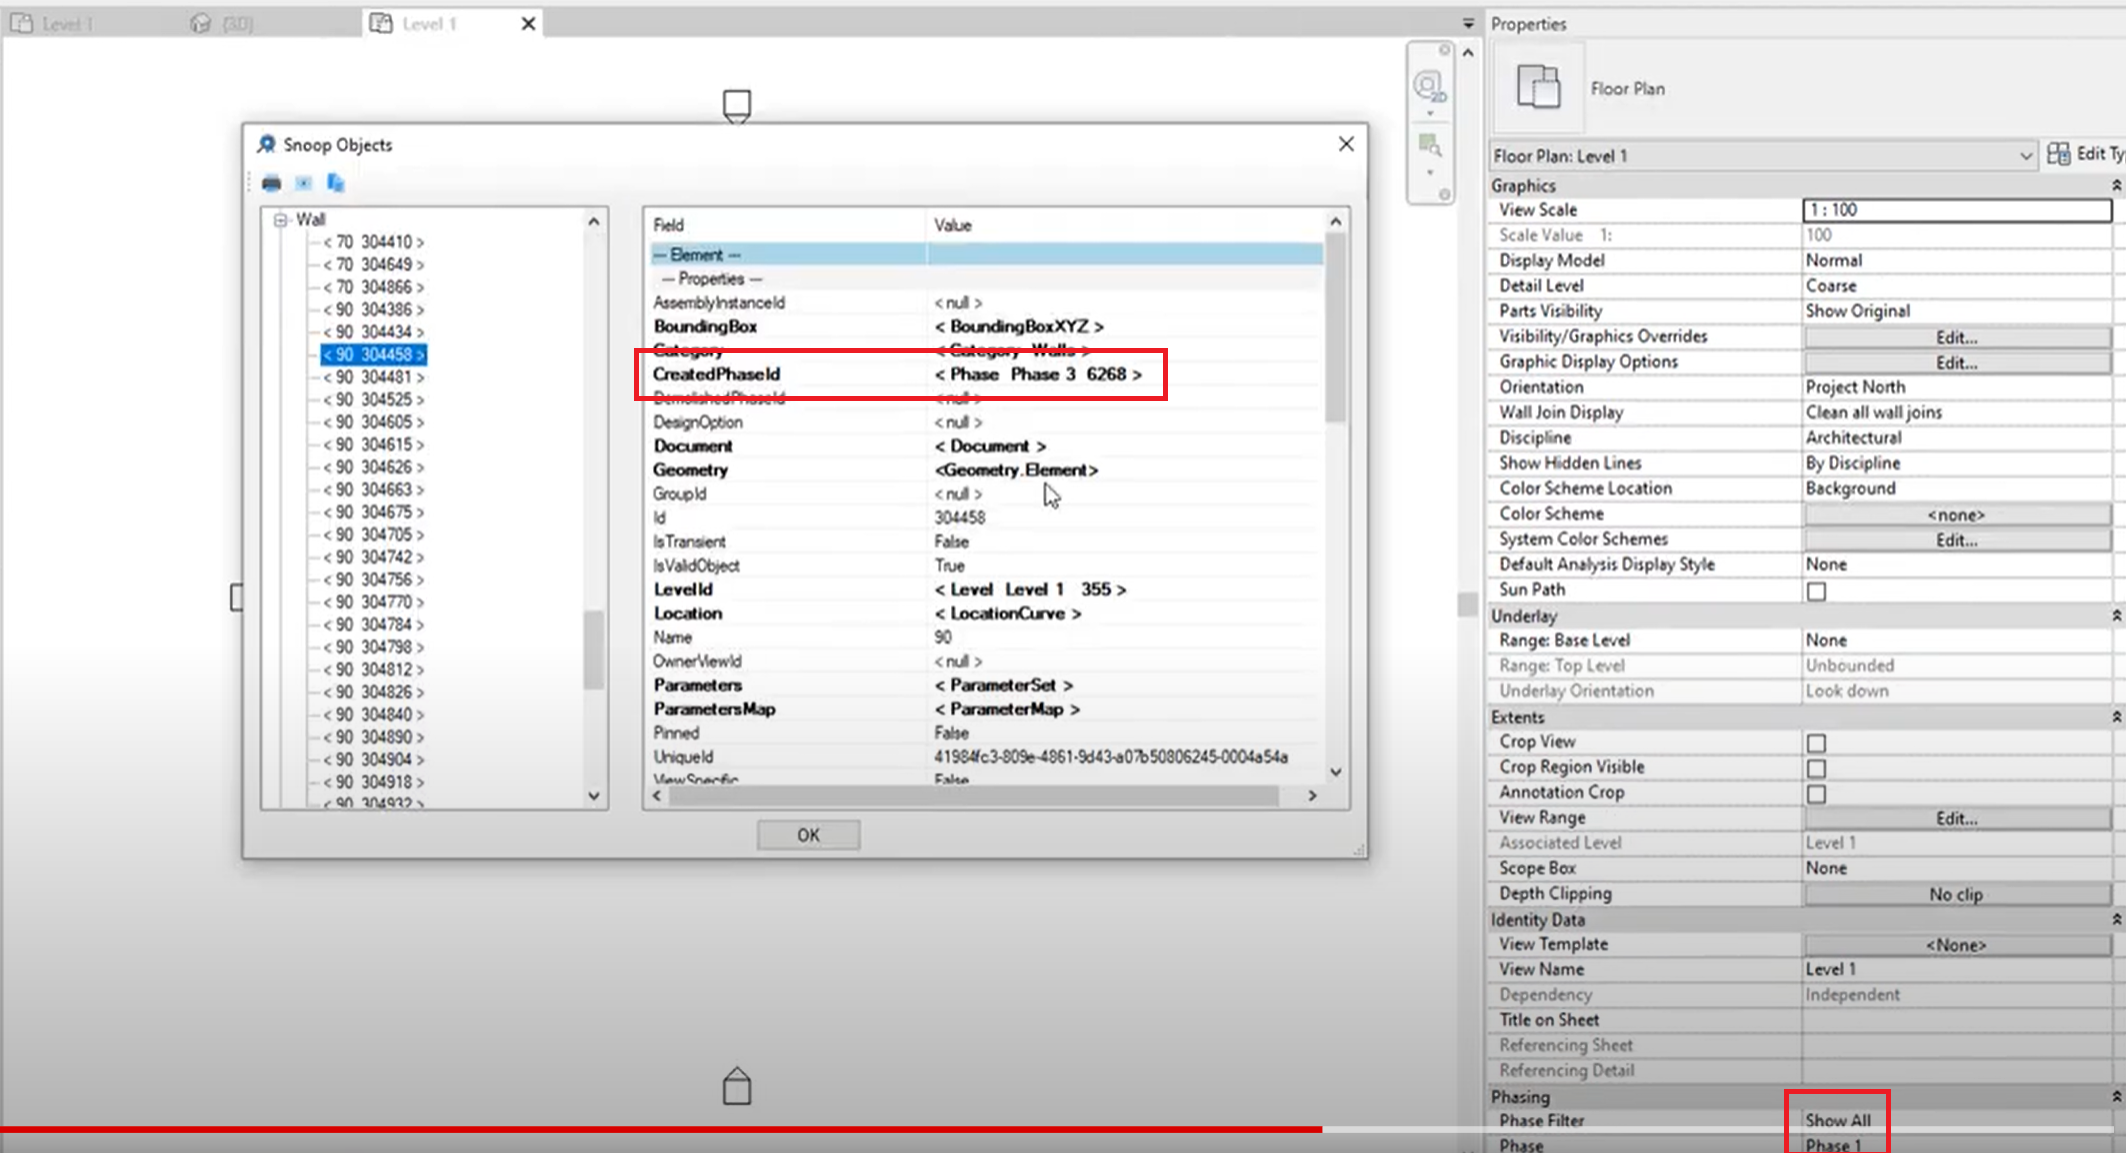 Level 1
{3D}
Level 1
Snoop Objects
Wall
< 70 304410 >
< 70 304649 >
< 70 304866 >
< 90 304386 >
< 90 304434 >
< 90 304458 >
< 90 304481 >
< 90 304525 >
< 90 304605 >
< 90 304615 >
< 90 304626 >
< 90 304663 >
< 90 304675 >
< 90 304705 >
< 90 304742 >
< 90 304756 >
< 90 304770 >
< 90 304784 >
< 90 304798 >
< 90 304812 >
< 90 304826 >
< 90 304840 >
< 90 304890 >
< 90 304904 >
< 90 304918 >
< 90 304932 >
Field Value
--- Element ---
--- Properties ---
AssemblyInstanceId < null >
BoundingBox < BoundingBoxXYZ >
Category < Category Walls >
CreatedPhaseId < Phase Phase 3 6268 >
DemolishedPhaseId < null >
DesignOption < null >
Document < Document >
Geometry <Geometry.Element>
GroupId < null >
Id 304458
IsTransient False
IsValidObject True
LevelId < Level Level 1 355 >
Location < LocationCurve >
Name 90
OwnerViewId < null >
Parameters < ParameterSet >
ParametersMap < ParameterMap >
Pinned False
UniqueId 41984fc3-809e-4861-9d43-a07b50806245-0004a54a
ViewSpecific False
OK
2D
Properties
Floor Plan
Floor Plan: Level 1 Edit Ty
Graphics
View Scale 1 : 100
Scale Value 1: 100
Display Model Normal
Detail Level Coarse
Parts Visibility Show Original
Visibility/Graphics Overrides Edit...
Graphic Display Options Edit...
Orientation Project North
Wall Join Display Clean all wall joins
Discipline Architectural
Show Hidden Lines By Discipline
Color Scheme Location Background
Color Scheme <none>
System Color Schemes Edit...
Default Analysis Display Style None
Sun Path
Underlay
Range: Base Level None
Range: Top Level Unbounded
Underlay Orientation Look down
Extents
Crop View
Crop Region Visible
Annotation Crop
View Range Edit...
Associated Level Level 1
Scope Box None
Depth Clipping No clip
Identity Data
View Template <None>
View Name Level 1
Dependency Independent
Title on Sheet
Referencing Sheet
Referencing Detail
Phasing
Phase Filter Show All
Phase Phase 1